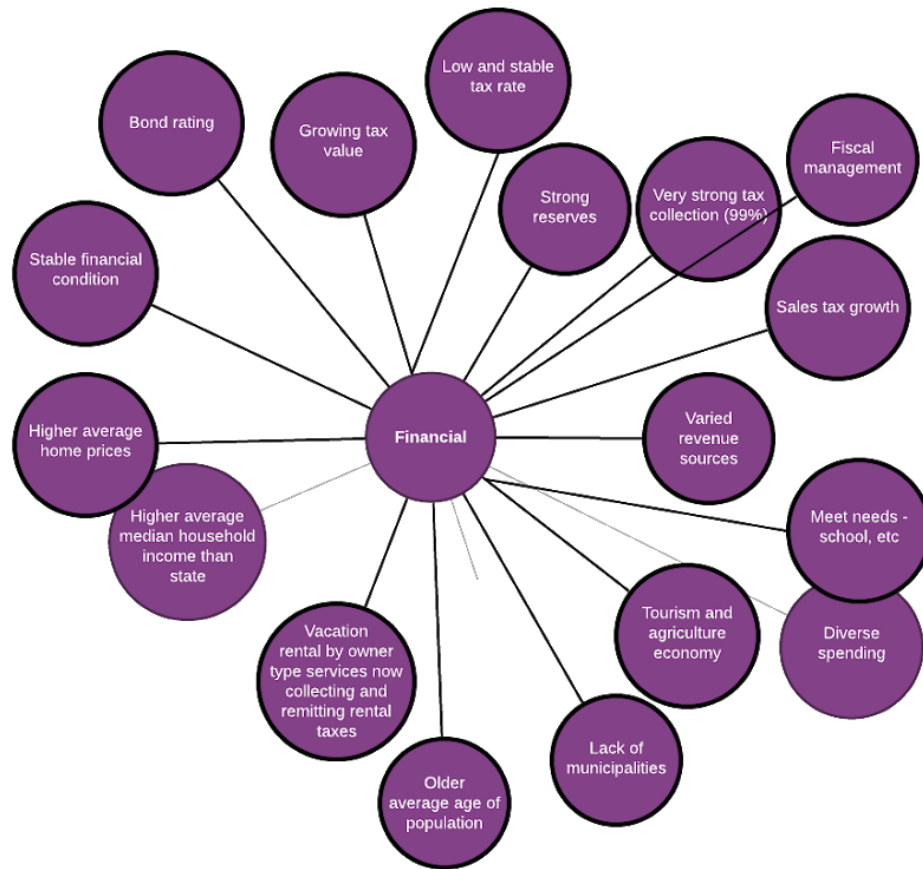 Low and stable
tax rate
Bond rating
Growing tax
value
Fiscal
management
Strong
reserves
Very strong tax
collection (99%)
Stable financial
condition
Sales tax growth
Higher average
home prices
Financial
Varied
revenue
sources
Higher average
median household
income than
state
Meet needs -
school, etc
Vacation
rental by owner
type services now
collecting and
remitting rental
taxes
Tourism and
agriculture
economy
Diverse
spending
Lack of
municipalities
Older
average age of
population